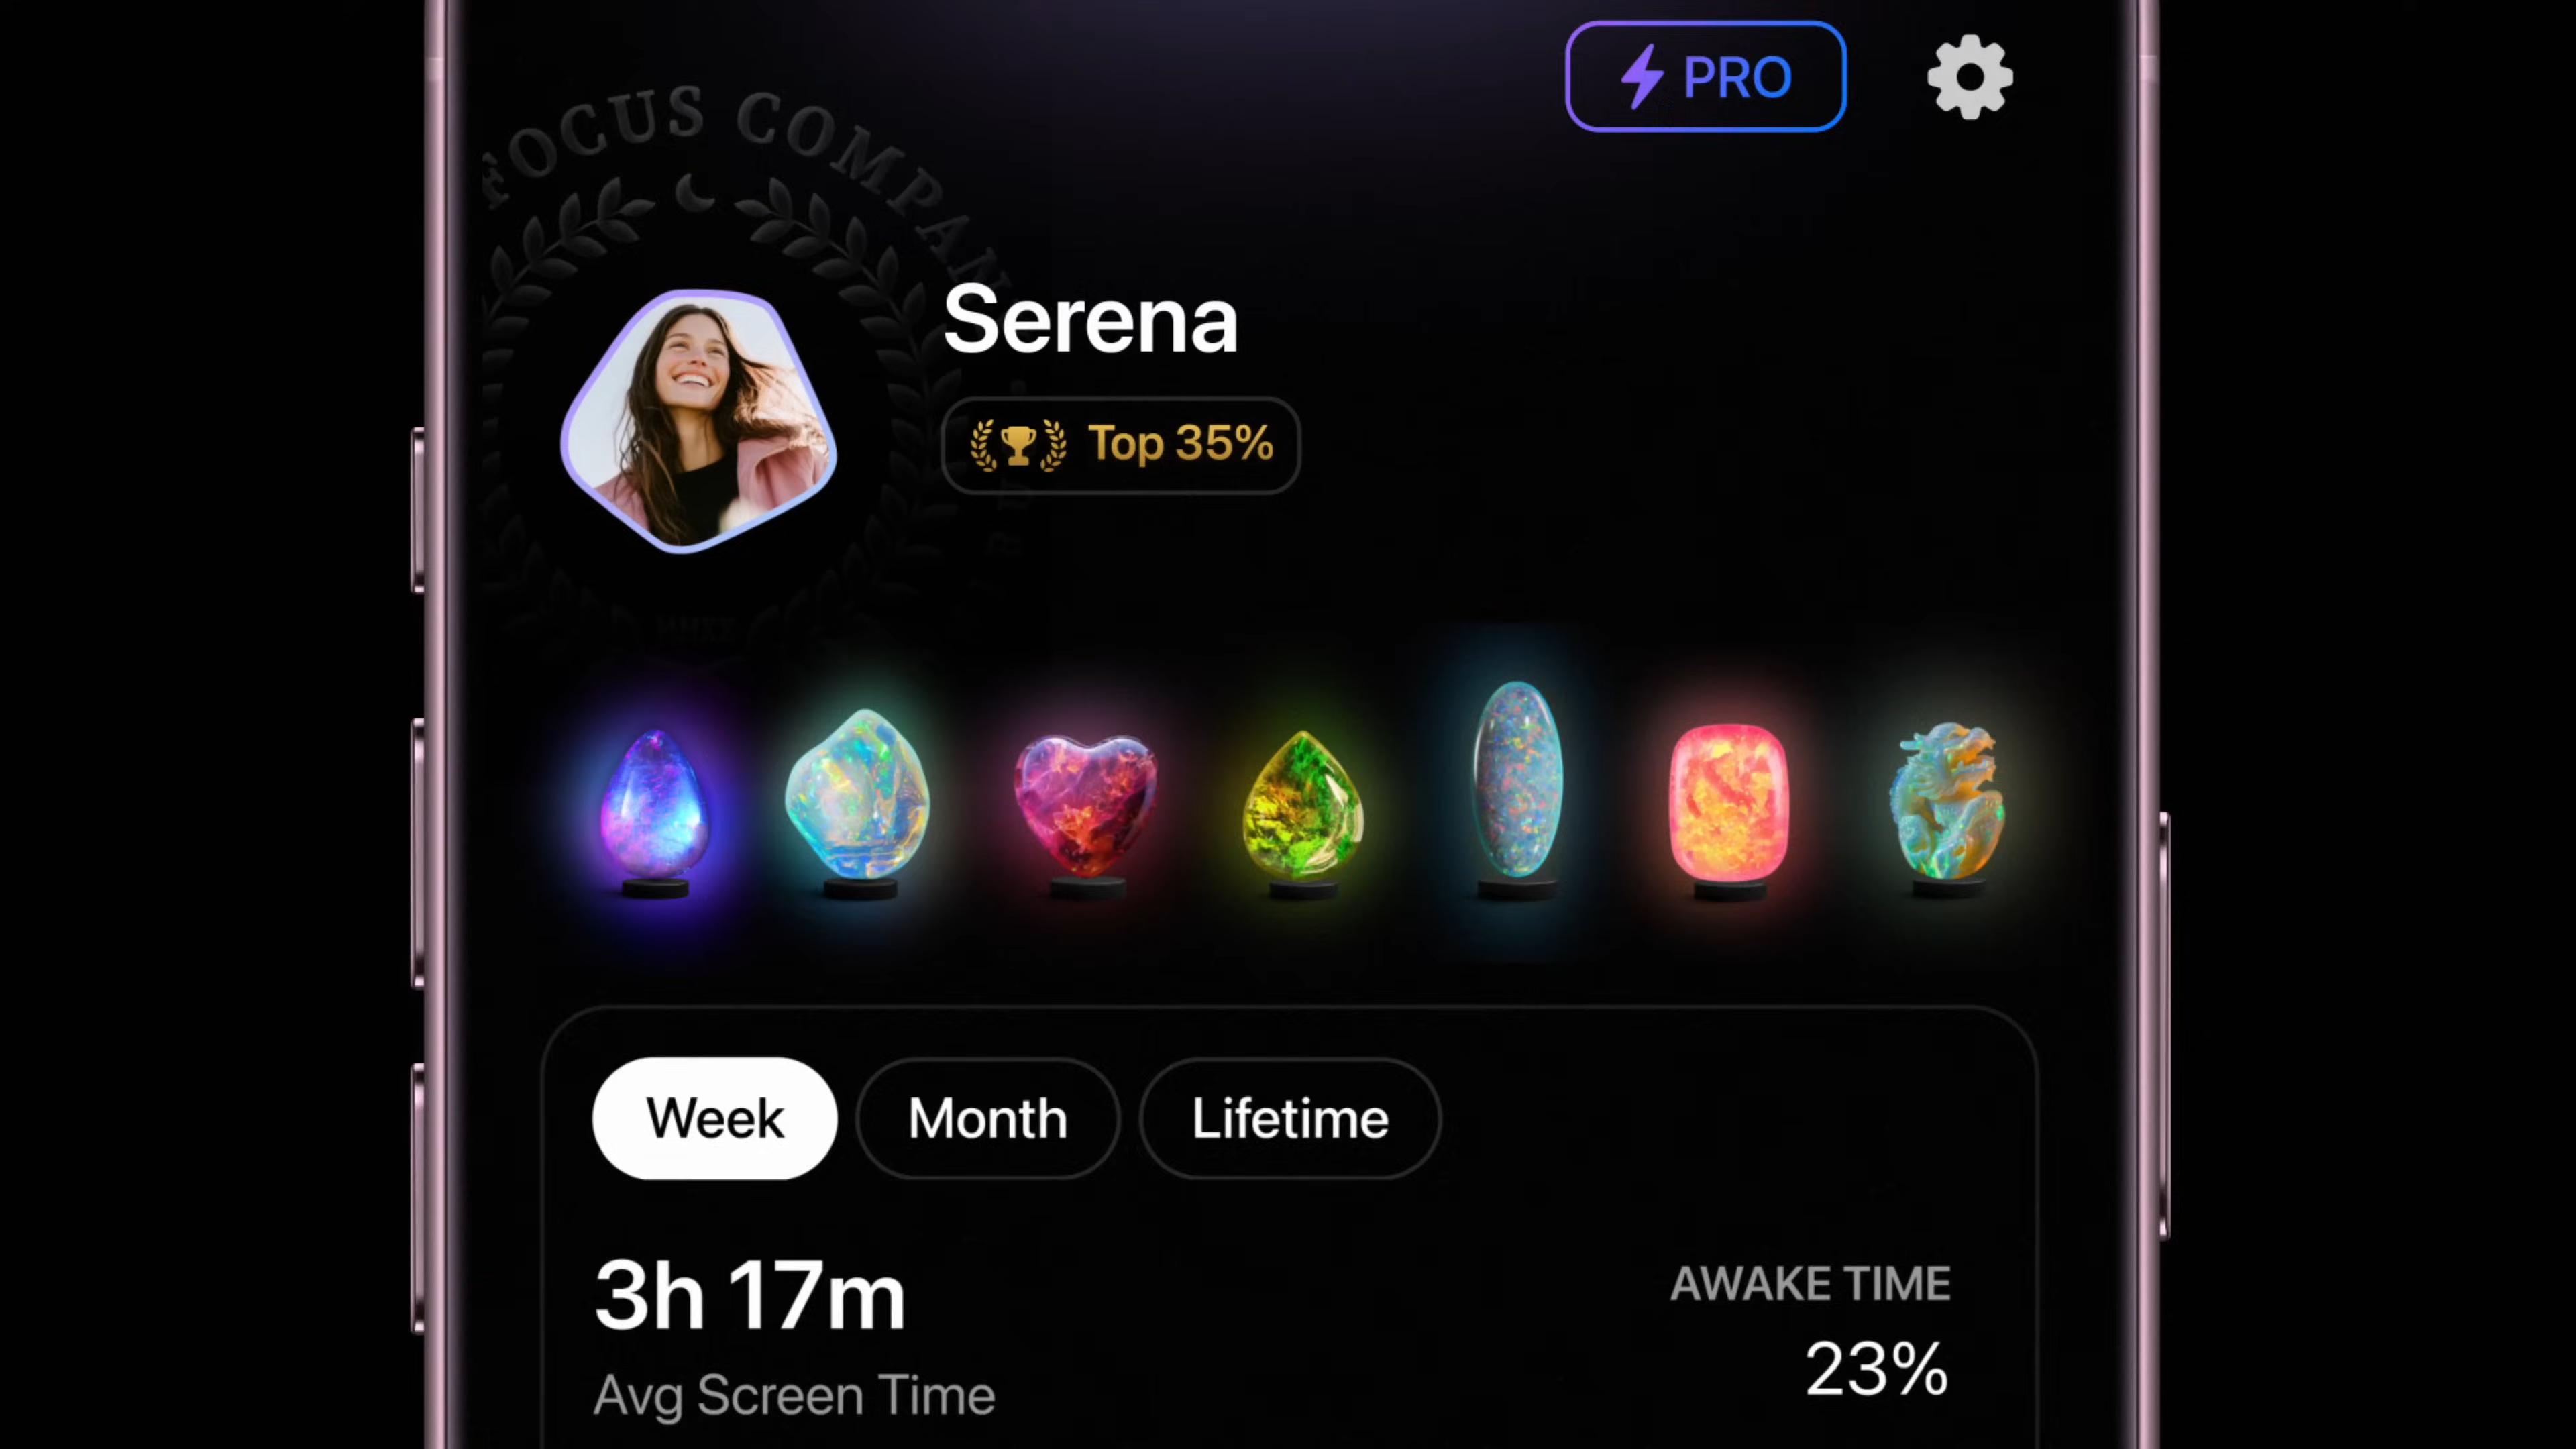 PRO
FOCUS COMPAN
Serena
Top 35%
Week
Month
Lifetime
3h 17m
Avg Screen Time
AWAKE TIME
23%